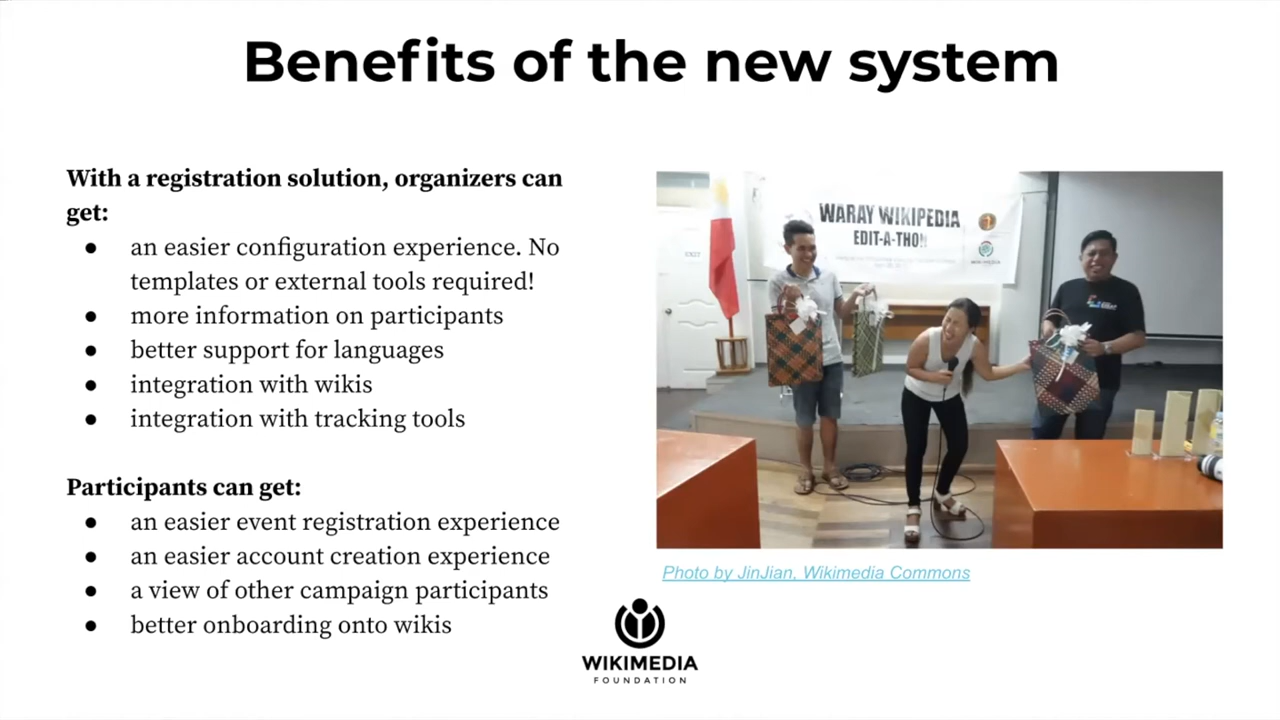 Benefits of the new system
With a registration solution, organizers can
get:
● an easier configuration experience. No
templates or external tools required!
● more information on participants
● better support for languages
● integration with wikis
● integration with tracking tools
Participants can get:
● an easier event registration experience
● an easier account creation experience
● a view of other campaign participants
● better onboarding onto wikis
WARAY WIKIPEDIA
EDIT-A-THON
EXIT
Photo by JinJian, Wikimedia Commons
WIKIMEDIA
FOUNDATION